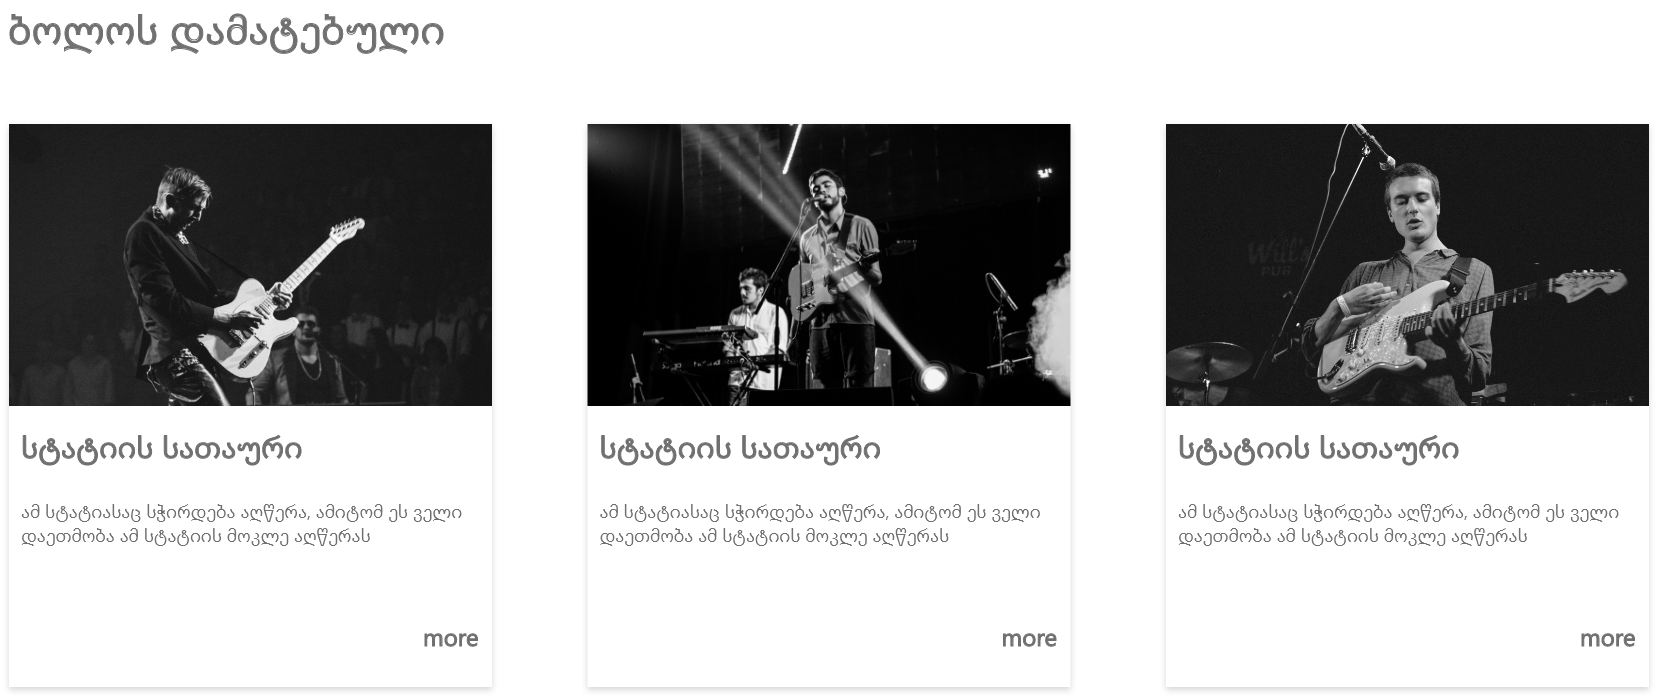 ბოლოს დამატებული
Will's
PUB
სტატიის სათაური
ამ სტატიასაც სჭირდება აღწერა, ამიტომ ეს ველი
დაეთმობა ამ სტატიის მოკლე აღწერას
more
სტატიის სათაური
ამ სტატიასაც სჭირდება აღწერა, ამიტომ ეს ველი
დაეთმობა ამ სტატიის მოკლე აღწერას
more
სტატიის სათაური
ამ სტატიასაც სჭირდება აღწერა, ამიტომ ეს ველი
დაეთმობა ამ სტატიის მოკლე აღწერას
more